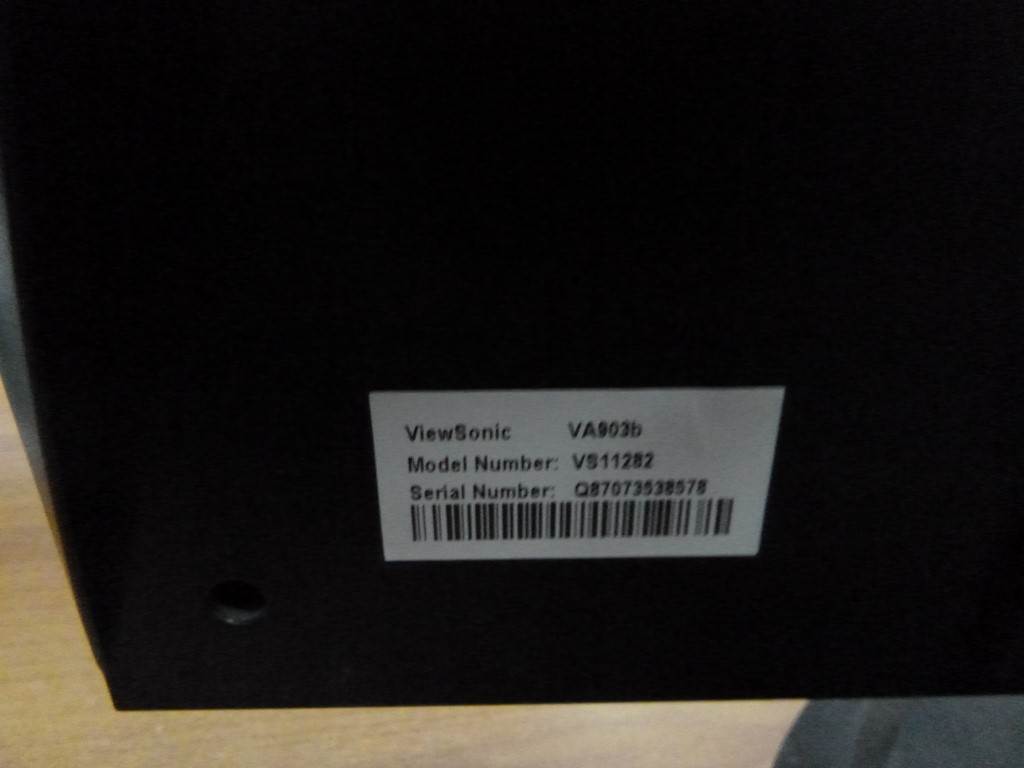 ViewSonic VA903b
Model Number: VS11282
Serial Number: Q87073538578